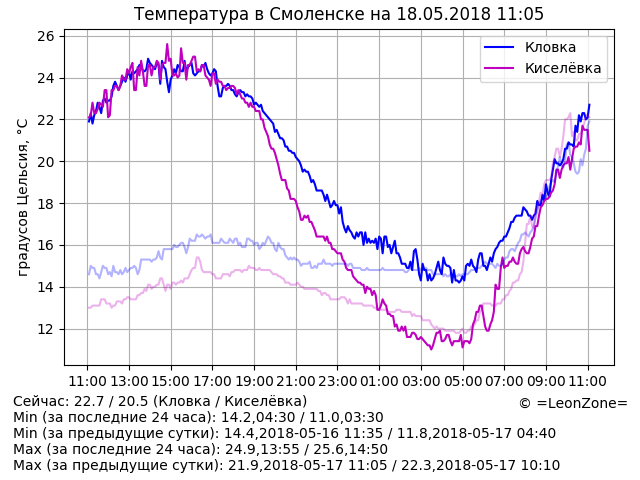 Температура в Смоленске на 18.05.2018 11:05
градусов Цельсия, °C
26
24
22
20
18
16
14
12
Кловка
Киселёвка
11:00 13:00 15:00 17:00 19:00 21:00 23:00 01:00 03:00 05:00 07:00 09:00 11:00
Сейчас: 22.7 / 20.5 (Кловка / Киселёвка)
© =LeonZone=
Min (за последние 24 часа): 14.2,04:30 / 11.0,03:30
Min (за предыдущие сутки): 14.4,2018-05-16 11:35 / 11.8,2018-05-17 04:40
Max (за последние 24 часа): 24.9,13:55 / 25.6,14:50
Max (за предыдущие сутки): 21.9,2018-05-17 11:05 / 22.3,2018-05-17 10:10